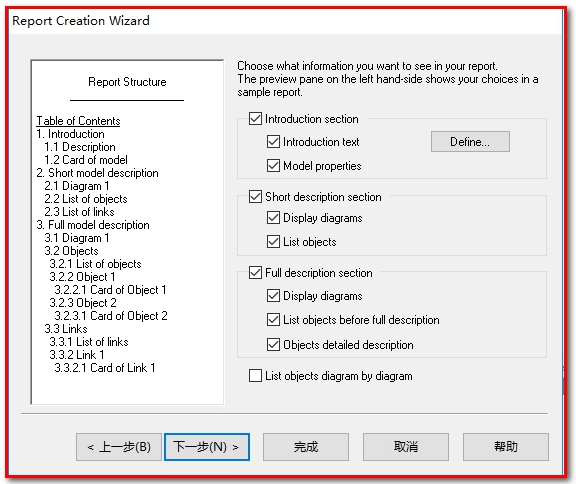 Report Creation Wizard
Report Structure
Table of Contents
1. Introduction
1.1 Description
1.2 Card of model
2. Short model description
2.1 Diagram 1
2.2 List of objects
2.3 List of links
3. Full model description
3.1 Diagram 1
3.2 Objects
3.2.1 List of objects
3.2.2 Object 1
3.2.2.1 Card of Object 1
3.2.3 Object 2
3.2.3.1 Card of Object 2
3.3 Links
3.3.1 List of links
3.3.2 Link 1
3.3.2.1 Card of Link 1
Choose what information you want to see in your report.
The preview pane on the left hand-side shows your choices in a
sample report.
Introduction section
Introduction text
Define...
Model properties
Short description section
Display diagrams
List objects
Full description section
Display diagrams
List objects before full description
Objects detailed description
List objects diagram by diagram
< 上一步(B)
下一步(N) >
完成
取消
帮助